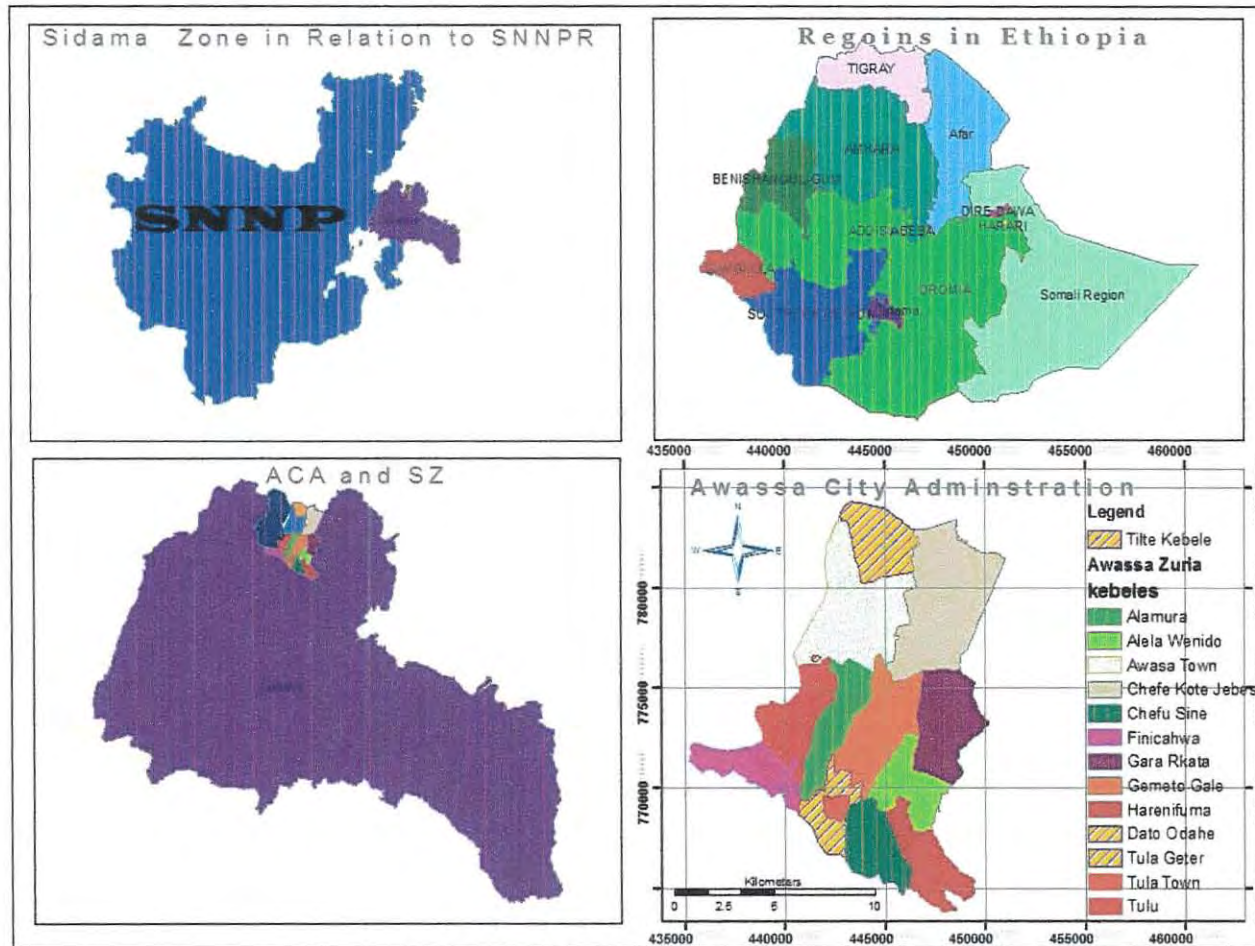 Sidama Zone in Relation to SNNPR
SNNP
Regoins in Ethiopia
TIGRAY
Afar
AMHARA
BENISHANGUL-GUM
DIRE DAWA
HARARI
ADDIS ABEBA
OROMIA
Somali Region
ACA and SZ
435000 440000 445000 450000 455000 460000
Awassa City Adminstration
N
W E
S
780000
775000
770000
Legend
Tilte Kebele
Awassa Zuria
kebeles
Alamura
Alela Wenido
Awasa Town
Chefe Kote Jebes
Chefu Sine
Finicahwa
Gara Rkata
Gemeto Gale
Harenifuma
Dato Odahe
Tula Geter
Tula Town
Tulu
Kilometers
0 2.5 5 10
435000 440000 445000 450000 455000 460000